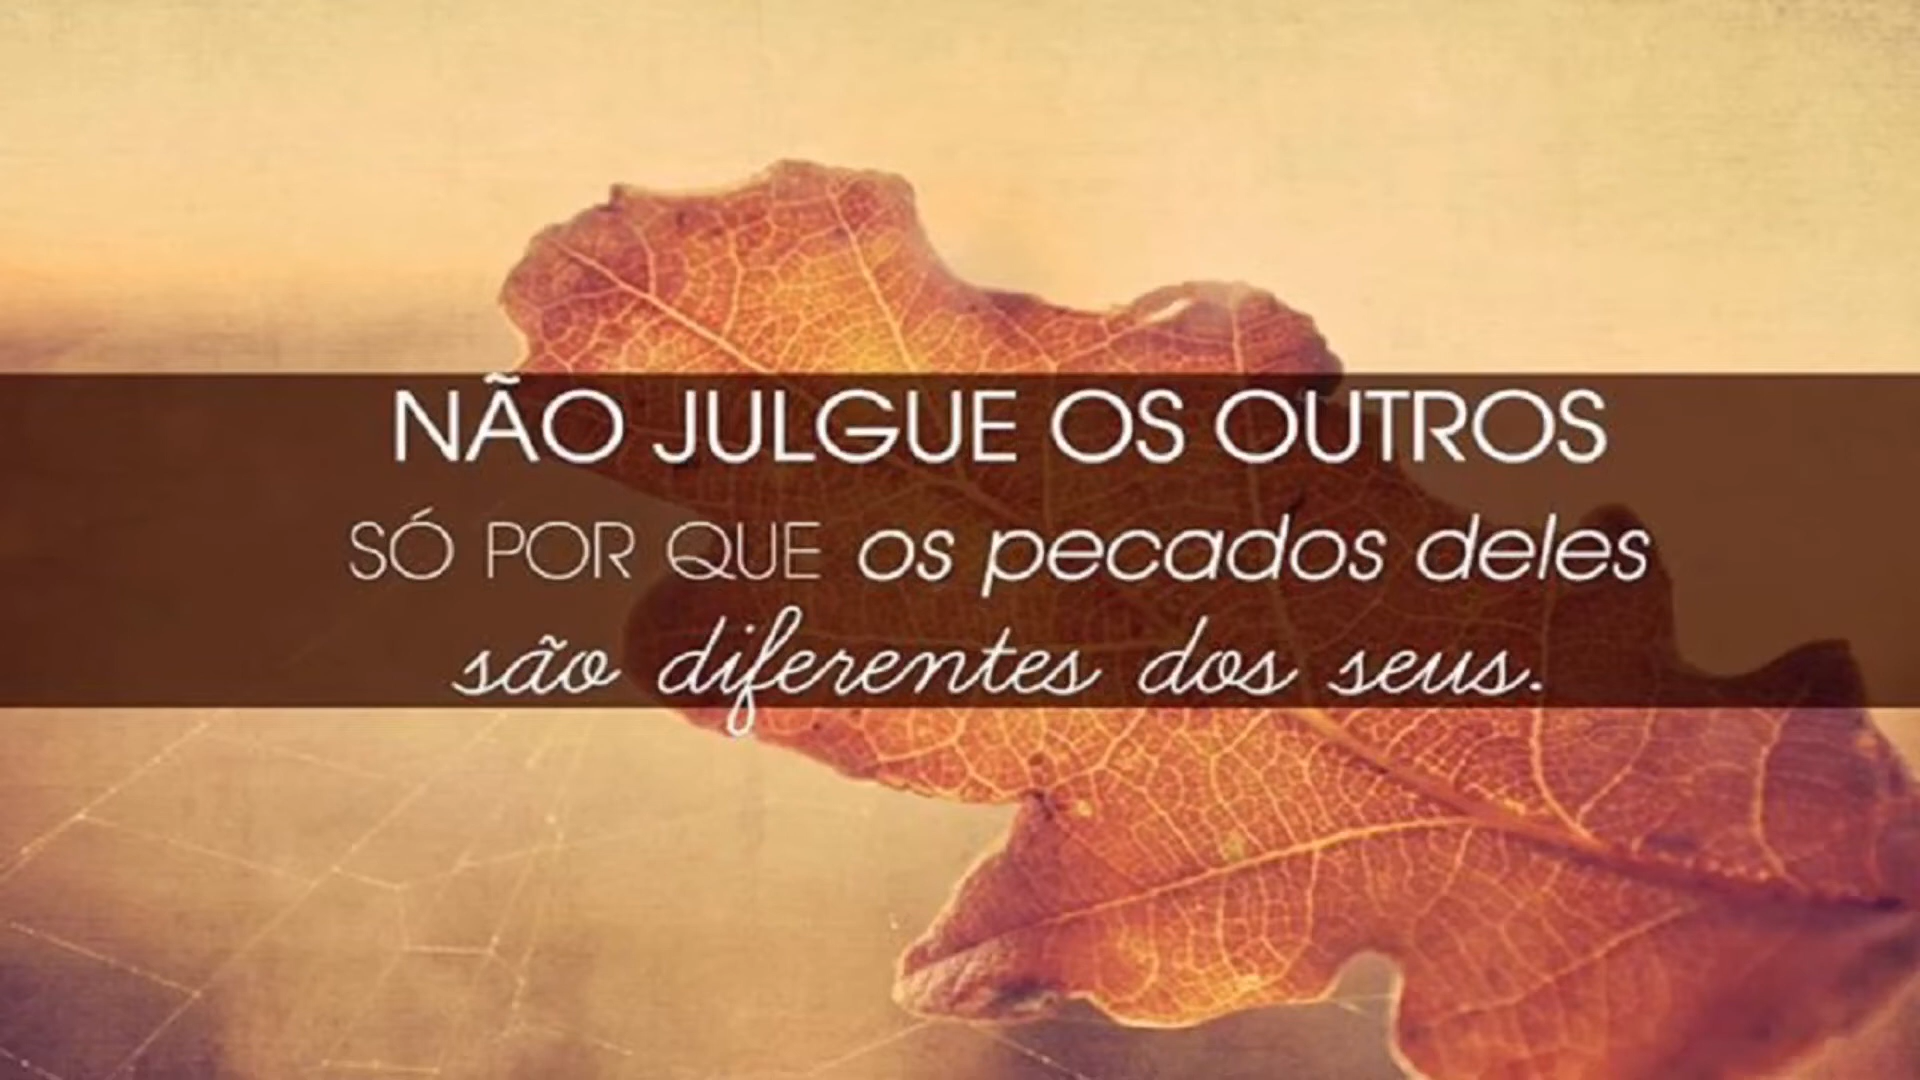 NÃO JULGUE OS OUTROS
SÓ POR QUE os pecados deles
são diferentes dos seus.